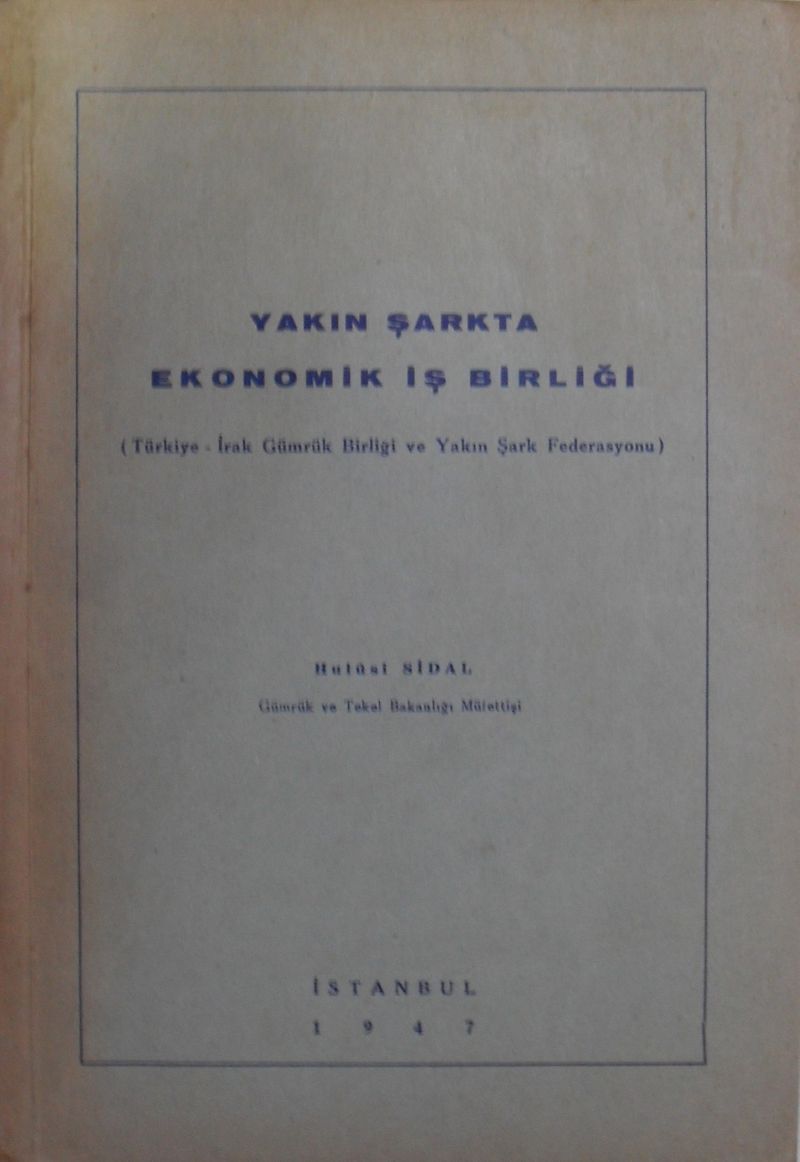 YAKIN ŞARKTA
EKONOMİK İŞ BİRLİĞİ
(Türkiye - İrak Gümrük Birliği ve Yakın Şark Federasyonu)
Hulûsi SİDAL
Gümrük ve Tekel Bakanlığı Müfettişi
İSTANBUL
1947